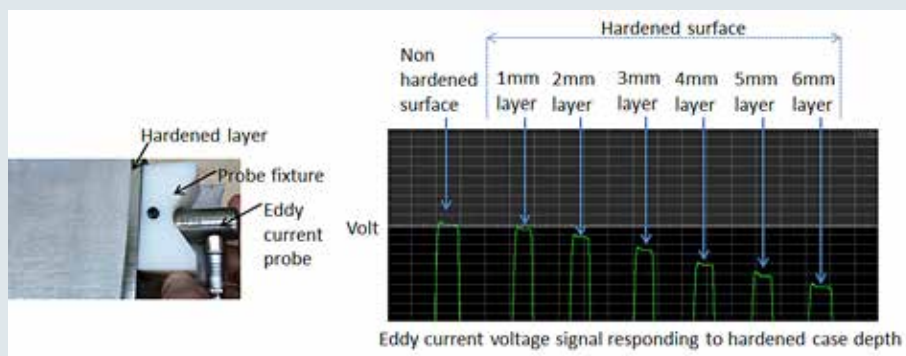 Hardened surface
Non
hardened
surface
1mm
layer
2mm
layer
3mm
layer
4mm
layer
5mm
layer
6mm
layer
Hardened layer
Probe fixture
Eddy
current
probe
Volt
Eddy current voltage signal responding to hardened case depth